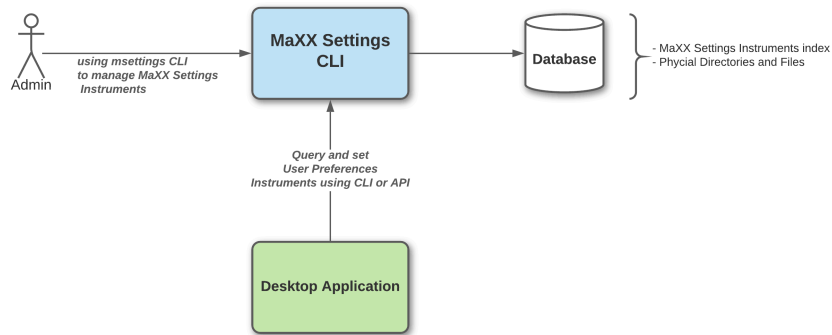 MaXX Settings
CLI
Database
- MaXX Settings Instruments index
- Phycial Directories and Files
using msettings CLI
to manage MaXX Settings
Instruments
Admin
Query and set
User Preferences
Instruments using CLI or API
Desktop Application